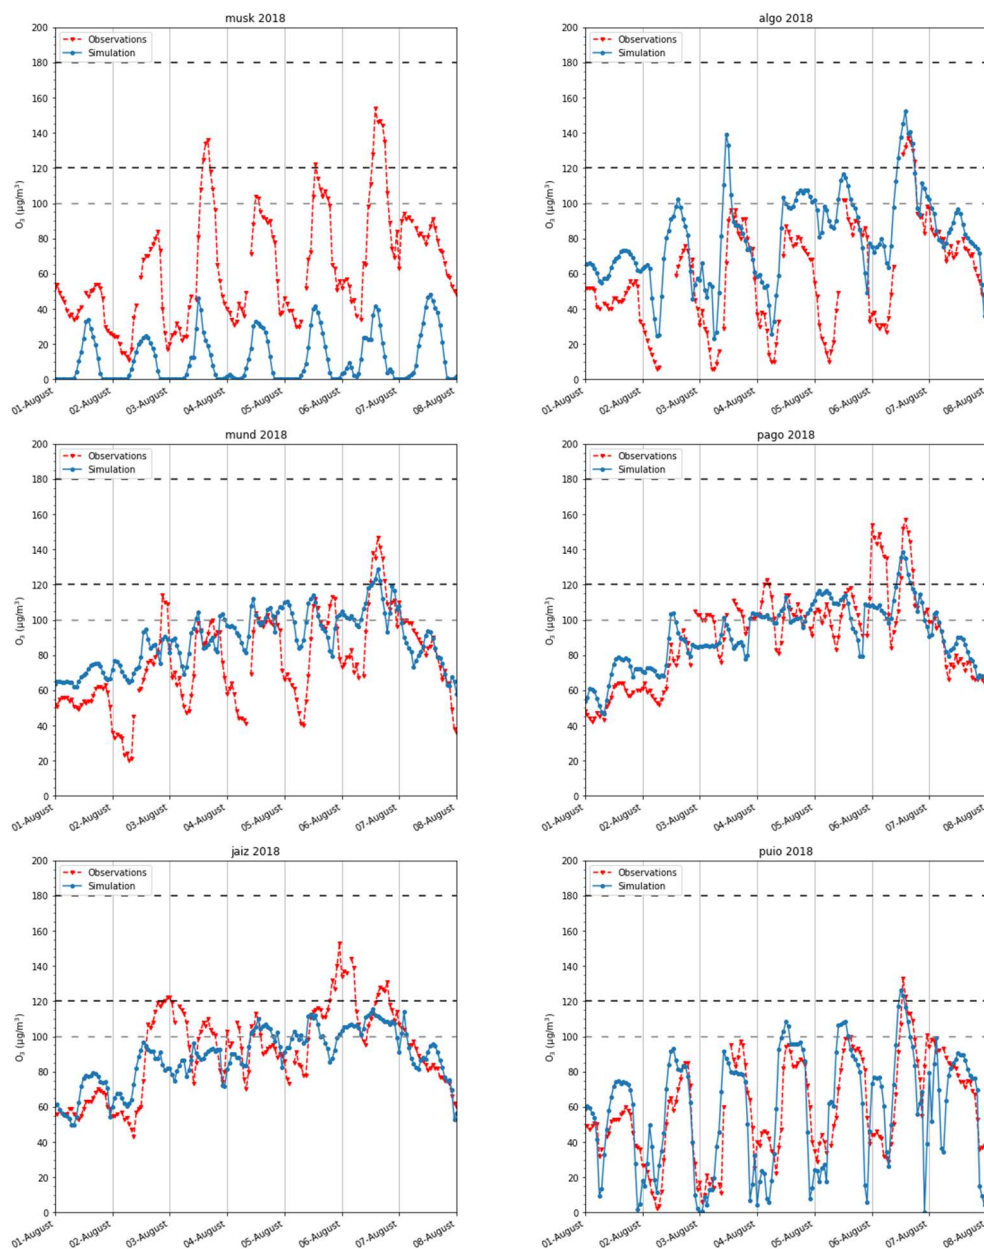 musk 2018
Observations
Simulation
O₃ (µg/m³)
200
180
160
140
120
100
80
60
40
20
0
01-August
02-August
03-August
04-August
05-August
06-August
07-August
08-August
algo 2018
Observations
Simulation
O₃ (µg/m³)
200
180
160
140
120
100
80
60
40
20
0
01-August
02-August
03-August
04-August
05-August
06-August
07-August
08-August
mund 2018
Observations
Simulation
O₃ (µg/m³)
200
180
160
140
120
100
80
60
40
20
0
01-August
02-August
03-August
04-August
05-August
06-August
07-August
08-August
pago 2018
Observations
Simulation
O₃ (µg/m³)
200
180
160
140
120
100
80
60
40
20
0
01-August
02-August
03-August
04-August
05-August
06-August
07-August
08-August
jaiz 2018
Observations
Simulation
O₃ (µg/m³)
200
180
160
140
120
100
80
60
40
20
0
01-August
02-August
03-August
04-August
05-August
06-August
07-August
08-August
puio 2018
Observations
Simulation
O₃ (µg/m³)
200
180
160
140
120
100
80
60
40
20
0
01-August
02-August
03-August
04-August
05-August
06-August
07-August
08-August